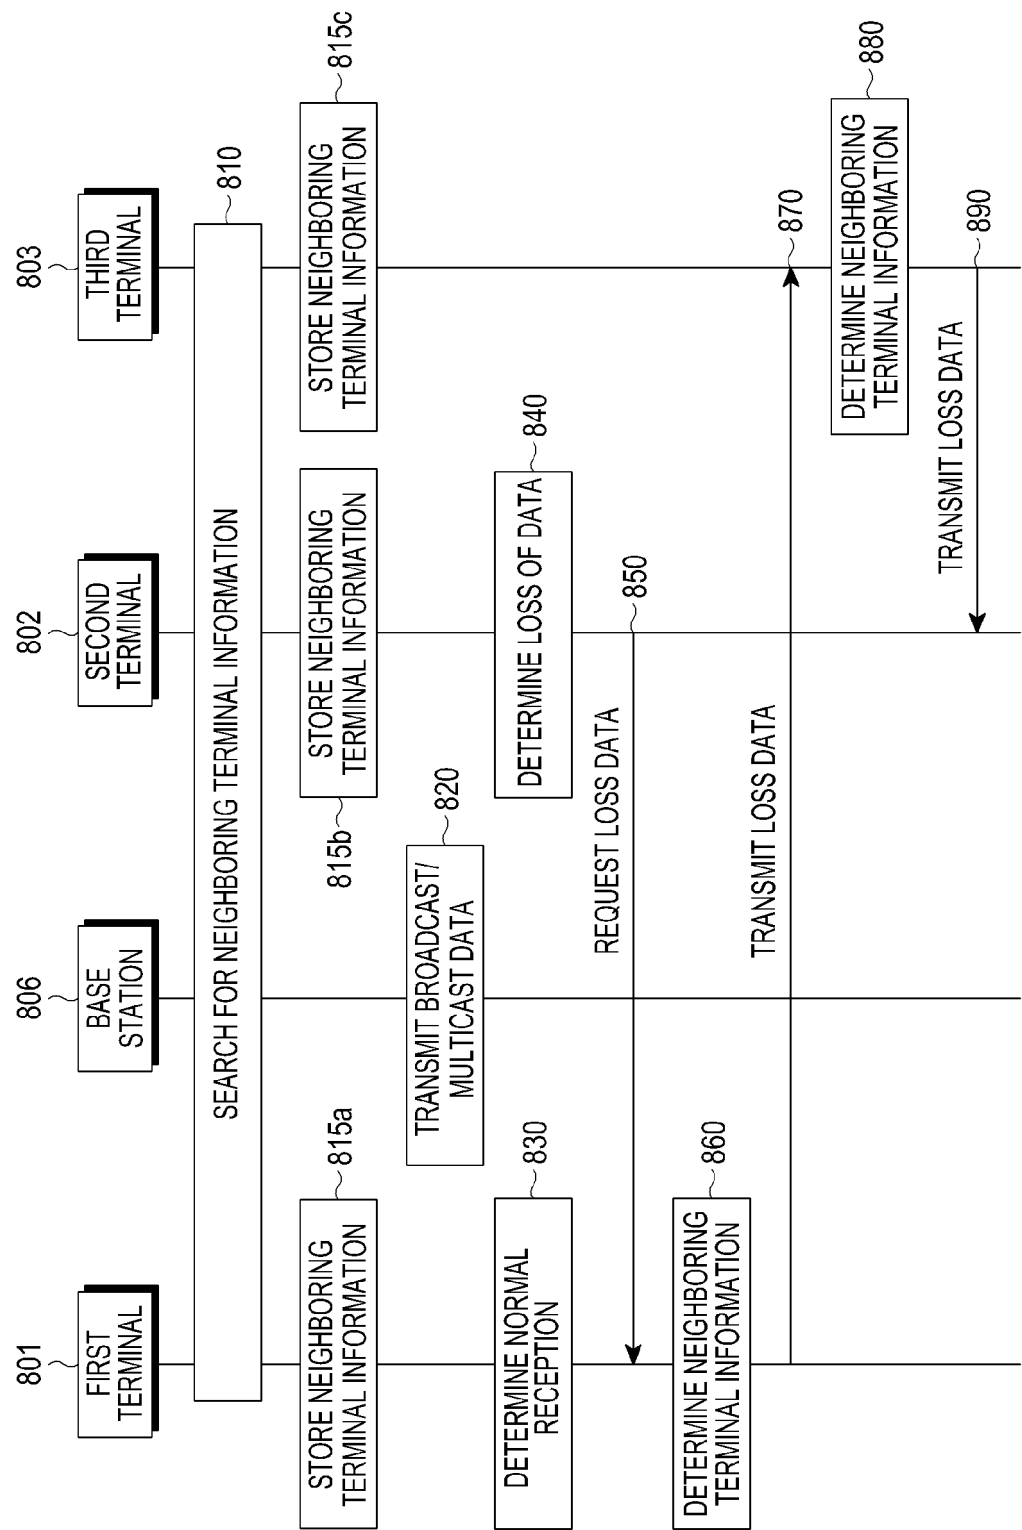 801
FIRST
TERMINAL
806
BASE
STATION
802
SECOND
TERMINAL
803
THIRD
TERMINAL
SEARCH FOR NEIGHBORING TERMINAL INFORMATION
810
STORE NEIGHBORING
TERMINAL INFORMATION
815a
STORE NEIGHBORING
TERMINAL INFORMATION
815b
STORE NEIGHBORING
TERMINAL INFORMATION
815c
TRANSMIT BROADCAST/
MULTICAST DATA
820
DETERMINE NORMAL
RECEPTION
830
DETERMINE LOSS OF DATA
840
REQUEST LOSS DATA
850
DETERMINE NEIGHBORING
TERMINAL INFORMATION
860
TRANSMIT LOSS DATA
870
DETERMINE NEIGHBORING
TERMINAL INFORMATION
880
TRANSMIT LOSS DATA
890